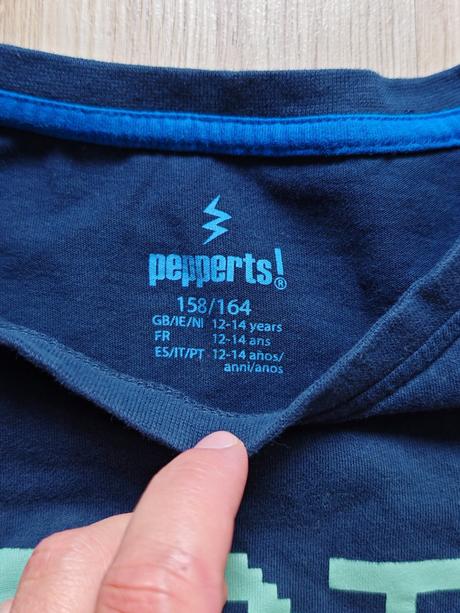 pepperts!®
158/164
GB/IE/NI 12-14 years
FR 12-14 ans
ES/IT/PT 12-14 años/
anni/anos